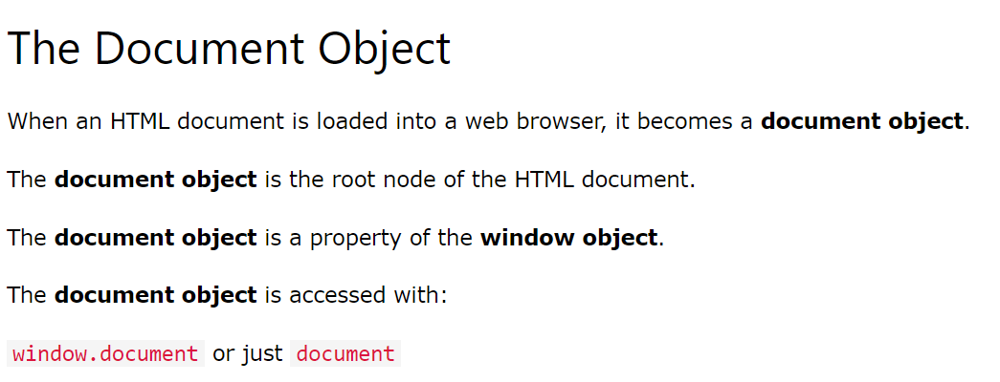 The Document Object
When an HTML document is loaded into a web browser, it becomes a document object.
The document object is the root node of the HTML document.
The document object is a property of the window object.
The document object is accessed with:
window.document or just document